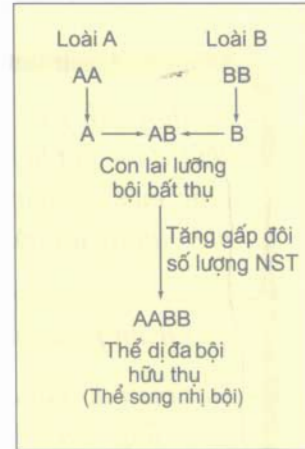 Loài A Loài B
AA BB
A AB B
Con lai lưỡng
bội bất thụ
Tăng gấp đôi
số lượng NST
AABB
Thể dị đa bội
hữu thụ
(Thể song nhị bội)